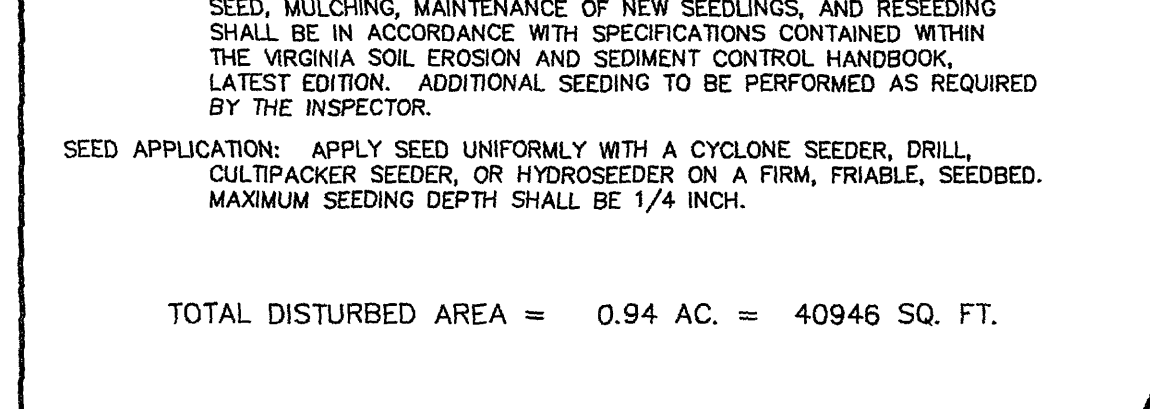 SEED, MULCHING, MAINTENANCE OF NEW SEEDLINGS, AND RESEEDING
SHALL BE IN ACCORDANCE WITH SPECIFICATIONS CONTAINED WITHIN
THE VIRGINIA SOIL EROSION AND SEDIMENT CONTROL HANDBOOK,
LATEST EDITION. ADDITIONAL SEEDING TO BE PERFORMED AS REQUIRED
BY THE INSPECTOR.
SEED APPLICATION: APPLY SEED UNIFORMLY WITH A CYCLONE SEEDER, DRILL,
CULTIPACKER SEEDER, OR HYDROSEEDER ON A FIRM, FRIABLE, SEEDBED.
MAXIMUM SEEDING DEPTH SHALL BE 1/4 INCH.
TOTAL DISTURBED AREA = 0.94 AC. = 40946 SQ. FT.